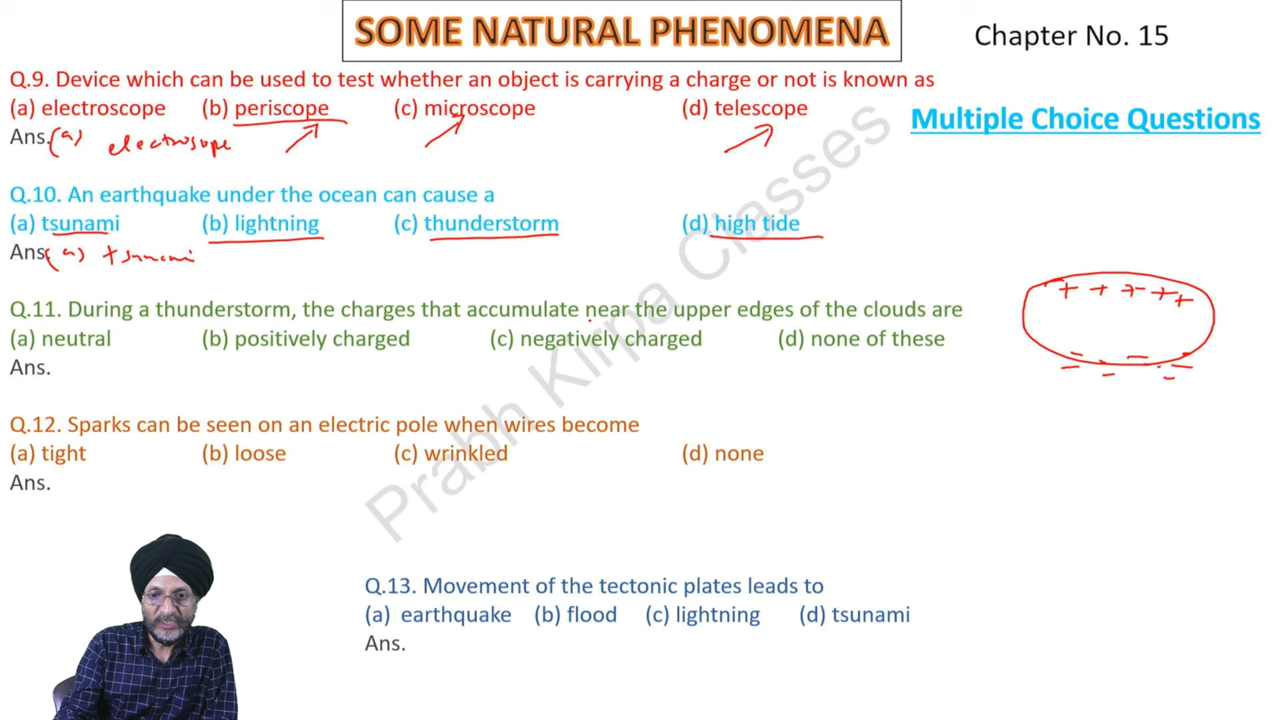 SOME NATURAL PHENOMENA
Chapter No. 15
Q.9. Device which can be used to test whether an object is carrying a charge or not is known as
(a) electroscope (b) periscope (c) microscope (d) telescope
Multiple Choice Questions
Ans. (a) electroscope
Q.10. An earthquake under the ocean can cause a
(a) tsunami (b) lightning (c) thunderstorm (d) high tide
Ans (a) tsunami
Q.11. During a thunderstorm, the charges that accumulate near the upper edges of the clouds are
(a) neutral (b) positively charged (c) negatively charged (d) none of these
Ans.
+ + + + +
- - - - - - -
Q.12. Sparks can be seen on an electric pole when wires become
(a) tight (b) loose (c) wrinkled (d) none
Ans.
Q.13. Movement of the tectonic plates leads to
(a) earthquake (b) flood (c) lightning (d) tsunami
Ans.
Prabh Kirpa Classes